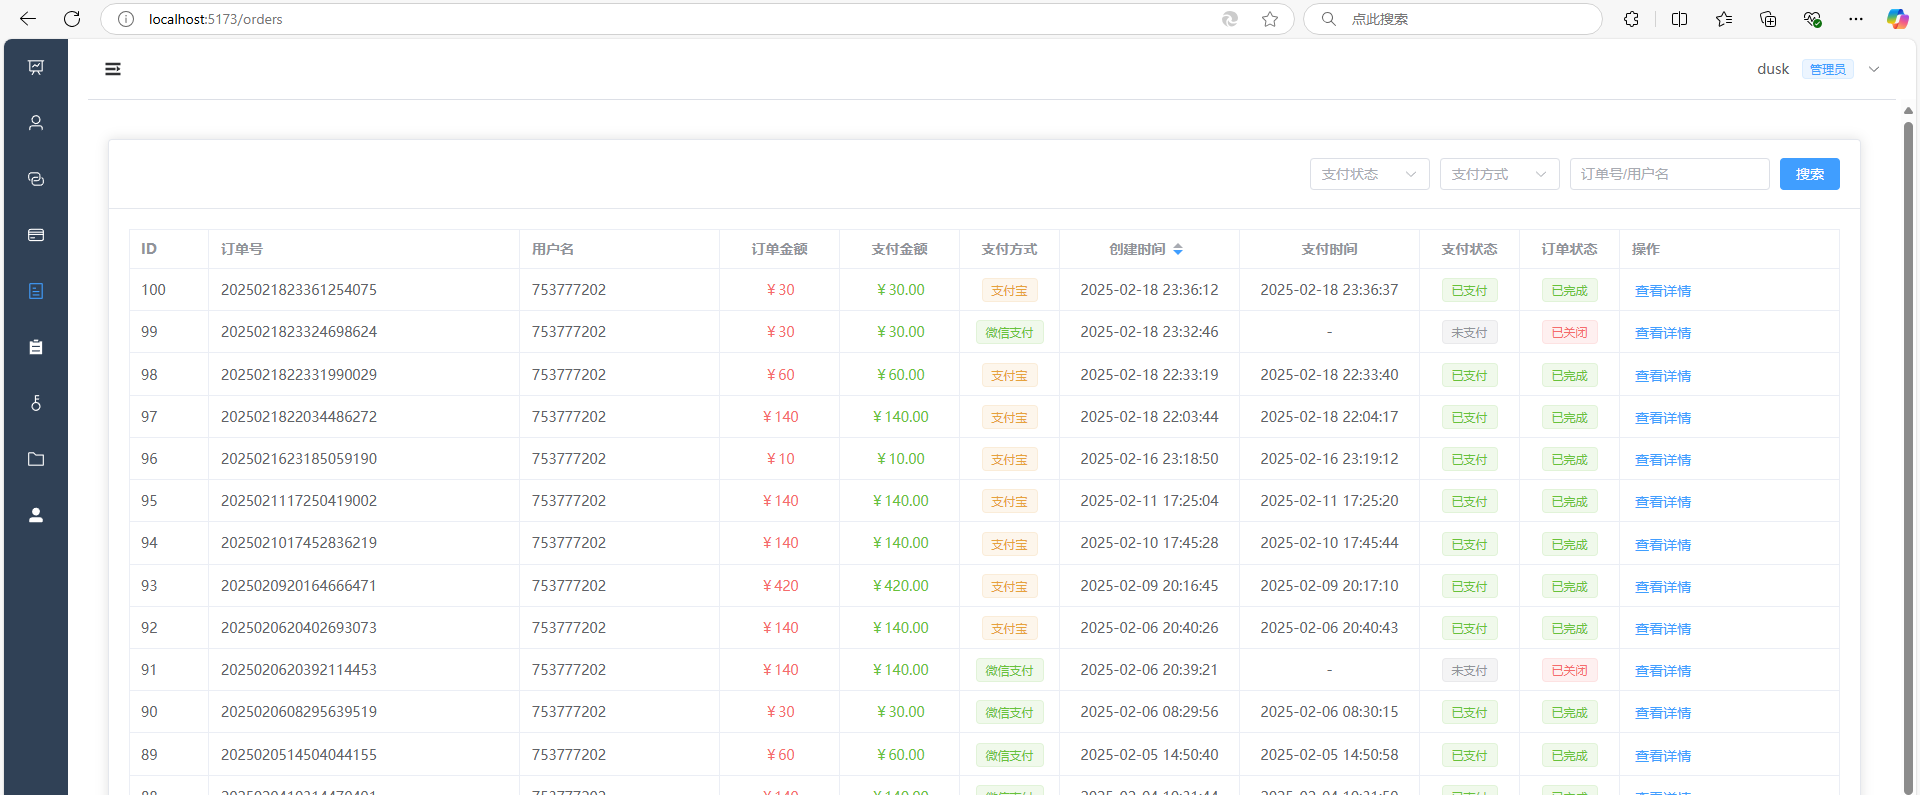 localhost:5173/orders
点此搜索
dusk 管理员
支付状态 支付方式 订单号/用户名 搜索
ID 订单号 用户名 订单金额 支付金额 支付方式 创建时间 支付时间 支付状态 订单状态 操作
100 2025021823361254075 753777202 ¥30 ¥30.00 支付宝 2025-02-18 23:36:12 2025-02-18 23:36:37 已支付 已完成 查看详情
99 2025021823324698624 753777202 ¥30 ¥30.00 微信支付 2025-02-18 23:32:46 - 未支付 已关闭 查看详情
98 2025021822331990029 753777202 ¥60 ¥60.00 支付宝 2025-02-18 22:33:19 2025-02-18 22:33:40 已支付 已完成 查看详情
97 2025021822034486272 753777202 ¥140 ¥140.00 支付宝 2025-02-18 22:03:44 2025-02-18 22:04:17 已支付 已完成 查看详情
96 2025021623185059190 753777202 ¥10 ¥10.00 支付宝 2025-02-16 23:18:50 2025-02-16 23:19:12 已支付 已完成 查看详情
95 2025021117250419002 753777202 ¥140 ¥140.00 支付宝 2025-02-11 17:25:04 2025-02-11 17:25:20 已支付 已完成 查看详情
94 2025021017452836219 753777202 ¥140 ¥140.00 支付宝 2025-02-10 17:45:28 2025-02-10 17:45:44 已支付 已完成 查看详情
93 2025020920164666471 753777202 ¥420 ¥420.00 支付宝 2025-02-09 20:16:45 2025-02-09 20:17:10 已支付 已完成 查看详情
92 2025020620402693073 753777202 ¥140 ¥140.00 支付宝 2025-02-06 20:40:26 2025-02-06 20:40:43 已支付 已完成 查看详情
91 2025020620392114453 753777202 ¥140 ¥140.00 微信支付 2025-02-06 20:39:21 - 未支付 已关闭 查看详情
90 2025020608295639519 753777202 ¥30 ¥30.00 微信支付 2025-02-06 08:29:56 2025-02-06 08:30:15 已支付 已完成 查看详情
89 2025020514504044155 753777202 ¥60 ¥60.00 微信支付 2025-02-05 14:50:40 2025-02-05 14:50:58 已支付 已完成 查看详情